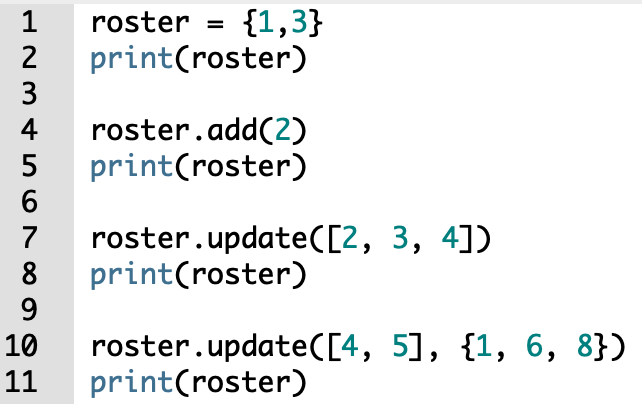 1 roster = {1,3}
2 print(roster)
3
4 roster.add(2)
5 print(roster)
6
7 roster.update([2, 3, 4])
8 print(roster)
9
10 roster.update([4, 5], {1, 6, 8})
11 print(roster)